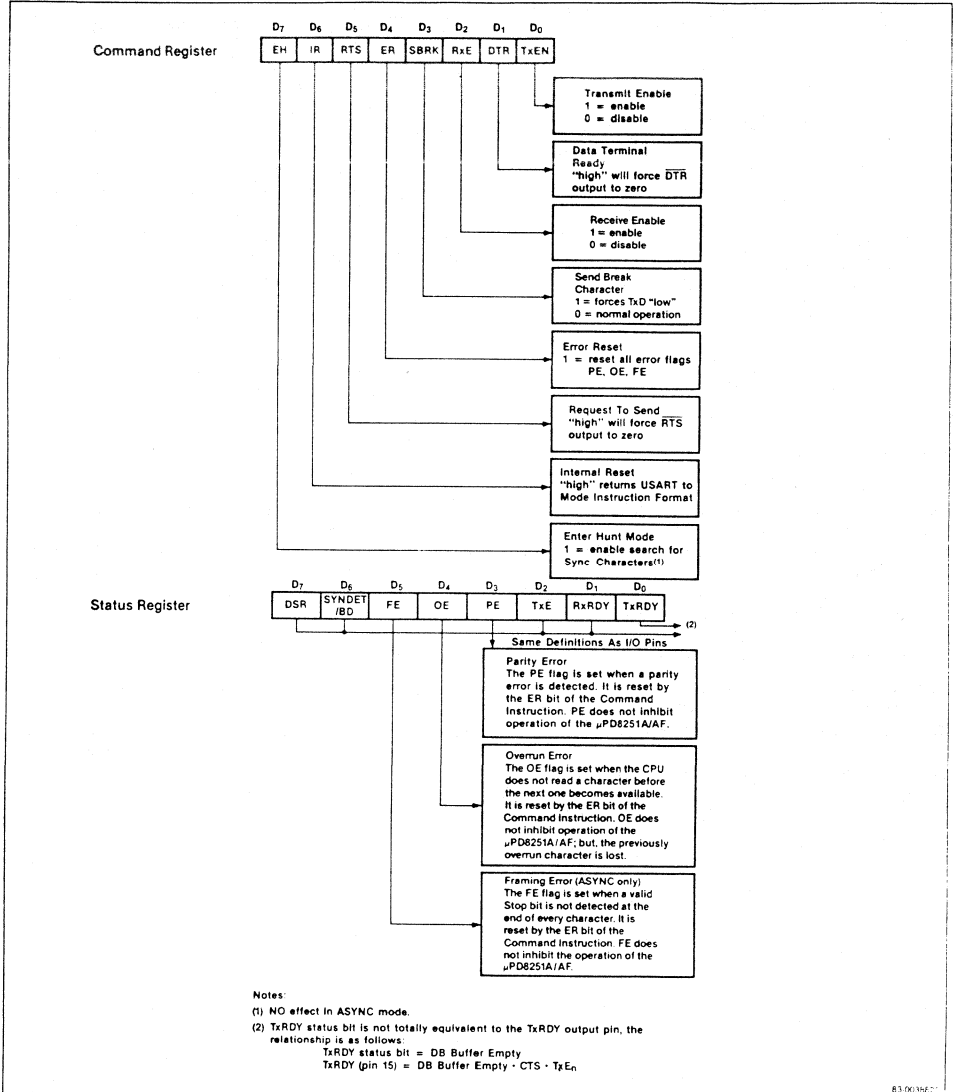 D7 D6 D5 D4 D3 D2 D1 D0
Command Register
EH IR RTS ER SBRK RxE DTR TxEN
Transmit Enable
1 = enable
0 = disable
Data Terminal
Ready
"high" will force DTR
output to zero
Receive Enable
1 = enable
0 = disable
Send Break
Character
1 = forces TxD "low"
0 = normal operation
Error Reset
1 = reset all error flags
PE, OE, FE
Request To Send
"high" will force RTS
output to zero
Internal Reset
"high" returns USART to
Mode Instruction Format
Enter Hunt Mode
1 = enable search for
Sync Characters(1)
D7 D6 D5 D4 D3 D2 D1 D0
Status Register
DSR SYNDET
/BD FE OE PE TxE RxRDY TxRDY
(2)
Same Definitions As I/O Pins
Parity Error
The PE flag is set when a parity
error is detected. It is reset by
the ER bit of the Command
Instruction. PE does not inhibit
operation of the µPD8251A/AF.
Overrun Error
The OE flag is set when the CPU
does not read a character before
the next one becomes available.
It is reset by the ER bit of the
Command Instruction. OE does
not inhibit operation of the
µPD8251A/AF; but, the previously
overrun character is lost.
Framing Error (ASYNC only)
The FE flag is set when a valid
Stop bit is not detected at the
end of every character. It is
reset by the ER bit of the
Command Instruction. FE does
not inhibit the operation of the
µPD8251A/AF.
Notes:
(1) NO effect in ASYNC mode.
(2) TxRDY status bit is not totally equivalent to the TxRDY output pin, the
relationship is as follows:
TxRDY status bit = DB Buffer Empty
TxRDY (pin 15) = DB Buffer Empty · CTS · TxEn